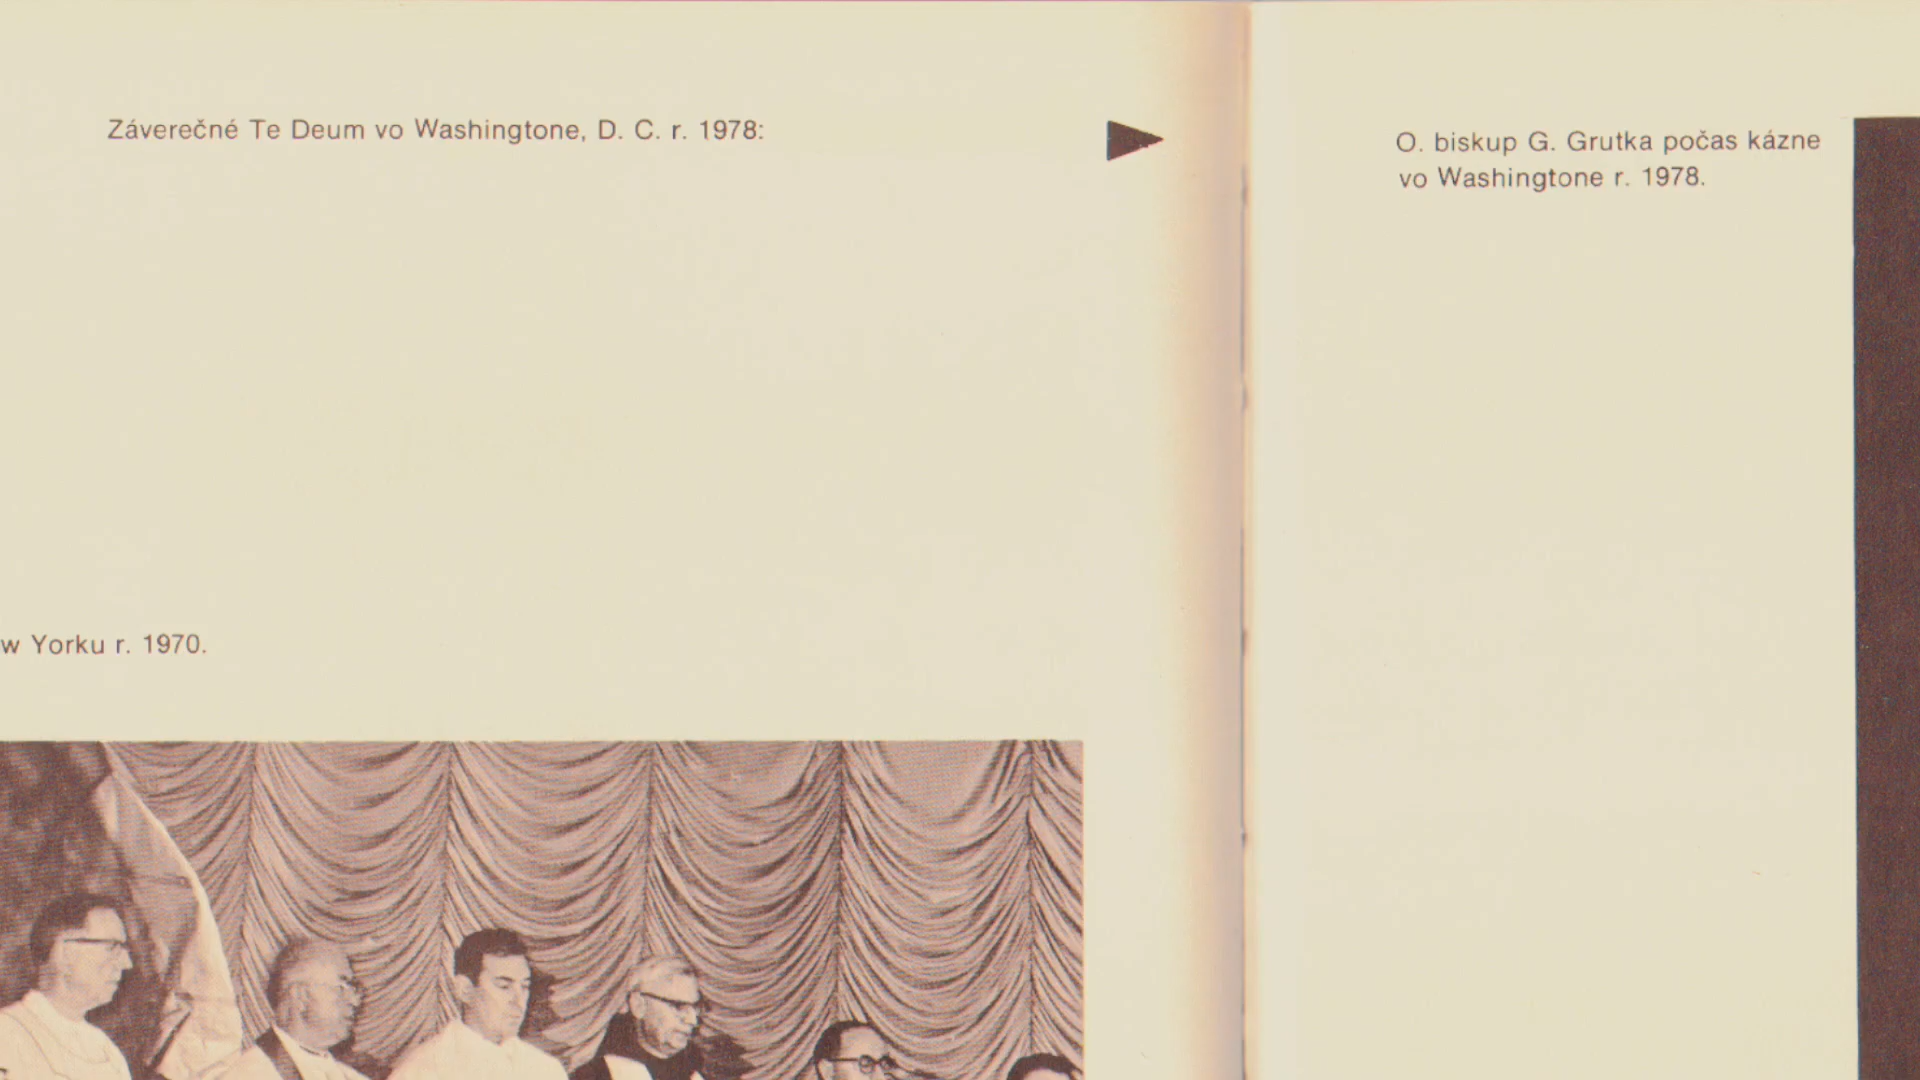 Záverečné Te Deum vo Washingtone, D. C. r. 1978:
w Yorku r. 1970.
O. biskup G. Grutka počas kázne
vo Washingtone r. 1978.